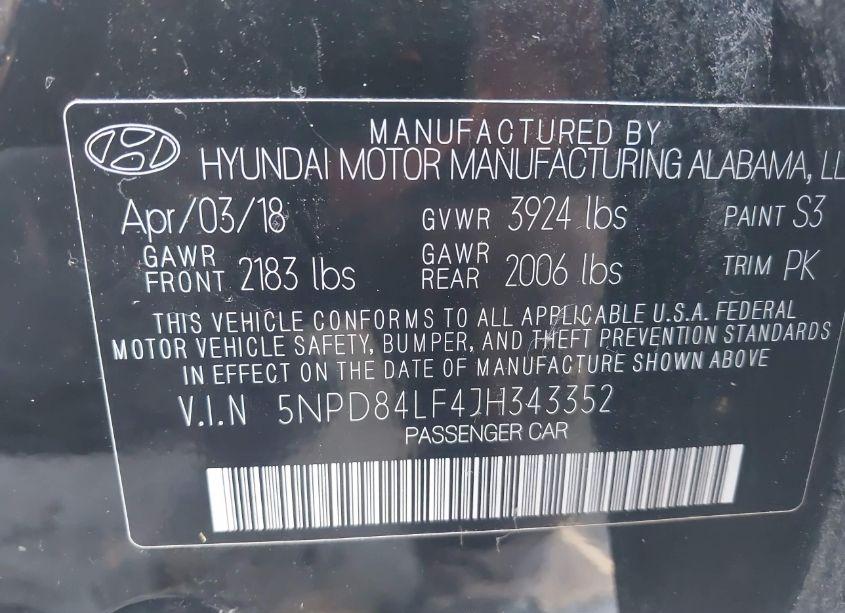 MANUFACTURED BY
HYUNDAI MOTOR MANUFACTURING ALABAMA, LL
Apr/03/18 GVWR 3924 lbs PAINT S3
GAWR FRONT 2183 lbs GAWR REAR 2006 lbs TRIM PK
THIS VEHICLE CONFORMS TO ALL APPLICABLE U.S.A. FEDERAL
MOTOR VEHICLE SAFETY, BUMPER, AND THEFT PREVENTION STANDARDS
IN EFFECT ON THE DATE OF MANUFACTURE SHOWN ABOVE
V.I.N 5NPD84LF4JH343352
PASSENGER CAR